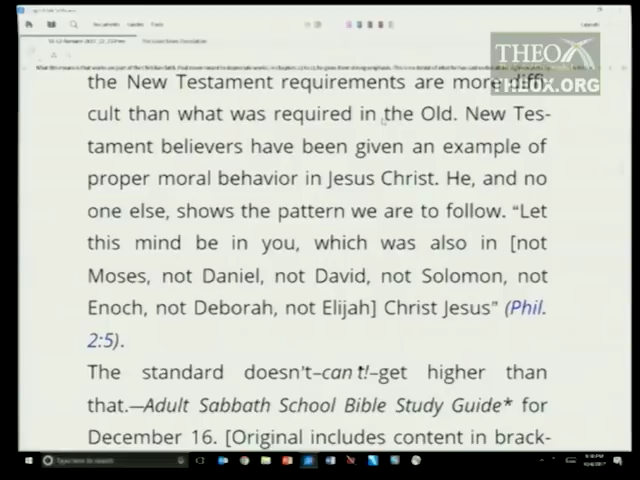 THEOX
THEOX.ORG
the New Testament requirements are more diffi
cult than what was required in the Old. New Tes-
tament believers have been given an example of
proper moral behavior in Jesus Christ. He, and no
one else, shows the pattern we are to follow. “Let
this mind be in you, which was also in [not
Moses, not Daniel, not David, not Solomon, not
Enoch, not Deborah, not Elijah] Christ Jesus” (Phil.
2:5).
The standard doesn't–can't!–get higher than
that.—Adult Sabbath School Bible Study Guide* for
December 16. [Original includes content in brack-